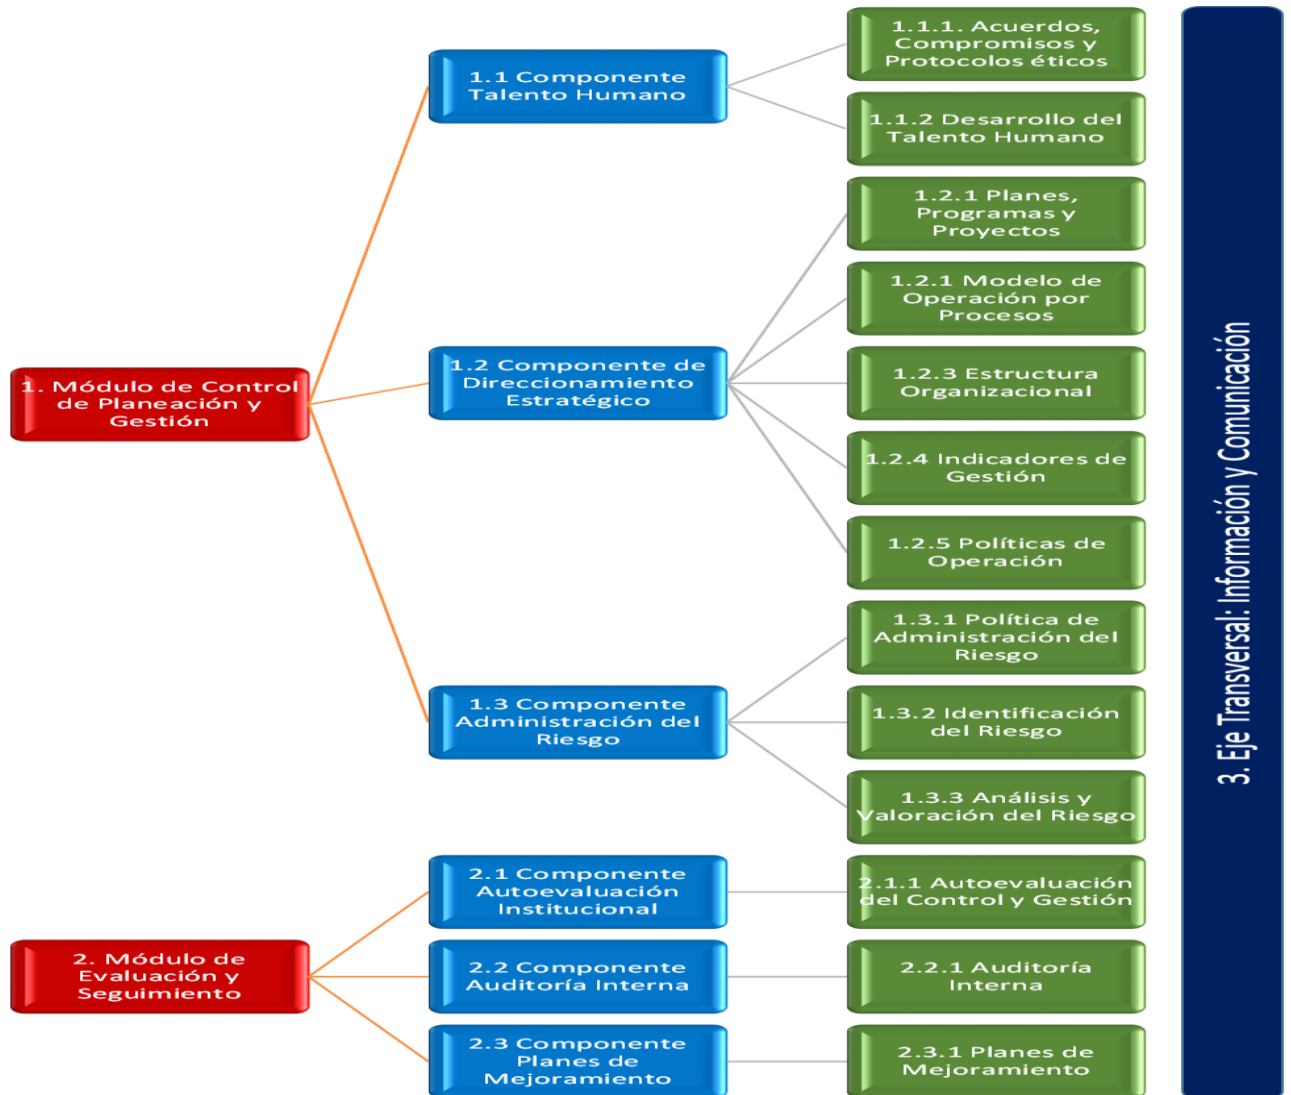 1. Módulo de Control
de Planeación y
Gestión
1.1 Componente
Talento Humano
1.1.1. Acuerdos,
Compromisos y
Protocolos éticos
1.1.2 Desarrollo del
Talento Humano
1.2 Componente de
Direccionamiento
Estratégico
1.2.1 Planes,
Programas y
Proyectos
1.2.1 Modelo de
Operación por
Procesos
1.2.3 Estructura
Organizacional
1.2.4 Indicadores de
Gestión
1.2.5 Políticas de
Operación
1.3 Componente
Administración del
Riesgo
1.3.1 Política de
Administración del
Riesgo
1.3.2 Identificación
del Riesgo
1.3.3 Análisis y
Valoración del Riesgo
2. Módulo de
Evaluación y
Seguimiento
2.1 Componente
Autoevaluación
Institucional
2.1.1 Autoevaluación
del Control y Gestión
2.2 Componente
Auditoría Interna
2.2.1 Auditoría
Interna
2.3 Componente
Planes de
Mejoramiento
2.3.1 Planes de
Mejoramiento
3. Eje Transversal: Información y Comunicación